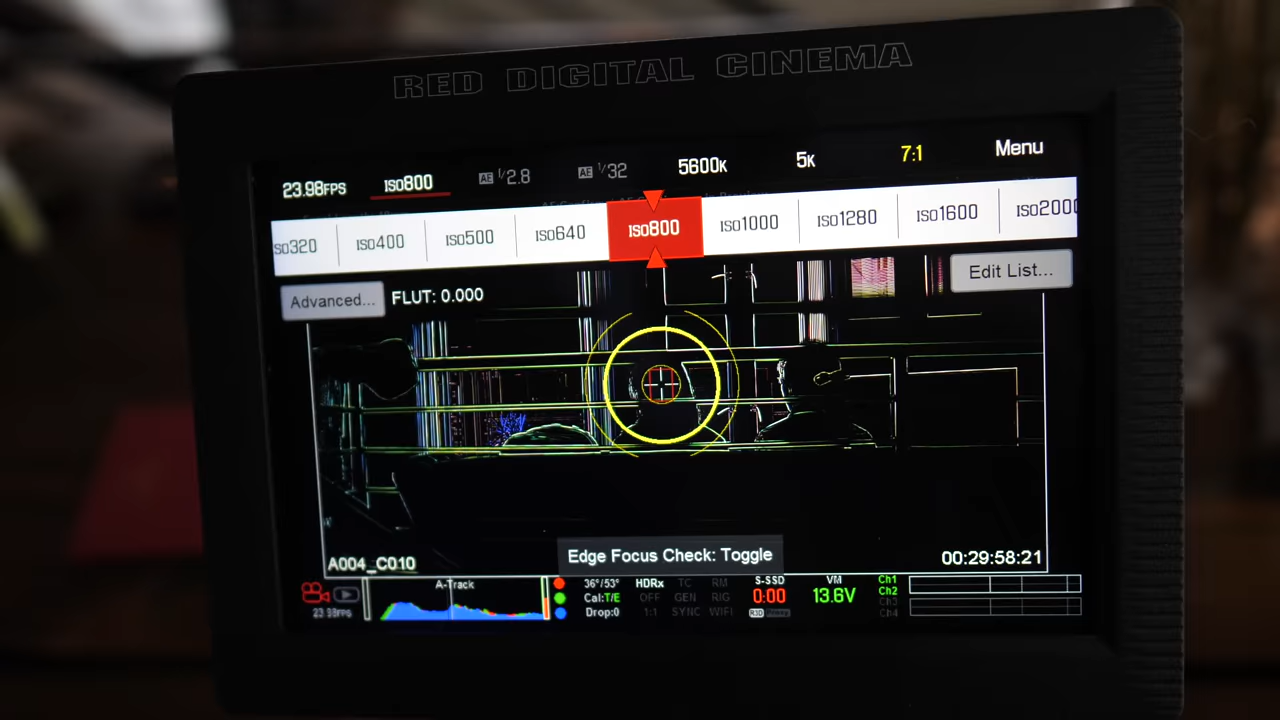 RED DIGITAL CINEMA
23.98FPS ISO800 AE 1/2.8 AE 1/32 5600K 5K 7:1 Menu
SO320 ISO400 ISO500 ISO640 ISO800 ISO1000 ISO1280 ISO1600 ISO2000
Advanced... FLUT: 0.000 Edit List...
A004_C010 Edge Focus Check: Toggle 00:29:58:21
A-Track 36°/53° HDRx TC RM S-SSD VM Ch1
Cal:T/E OFF GEN RIG 0:00 13.6V Ch2
23.98FPS Drop:0 1:1 SYNC WIFI R3D Ch3
Ch4